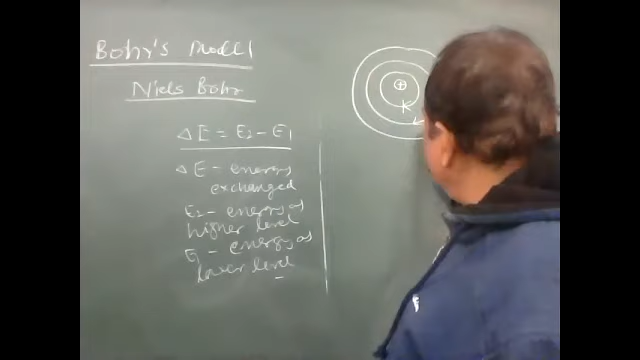 Bohr's Model
Niels Bohr
Δ E = E2 - E1
Δ E - energy
exchanged
E2 - energy of
higher level
E1 - energy of
lower level
+
K